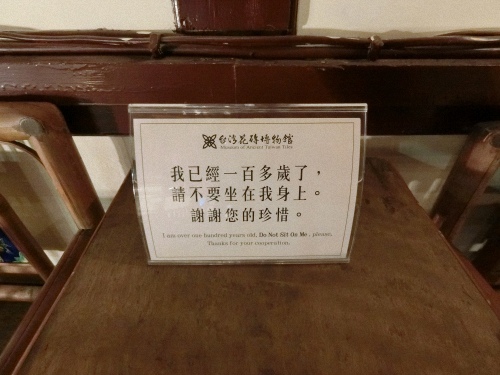 台灣花磚博物館
Museum of Antient Taiwan Tiles
我已經一百多歲了，
請不要坐在我身上。
謝謝您的珍惜。
I am over one hundred years old, Do Not Sit On Me , please.
Thanks for your cooperation.